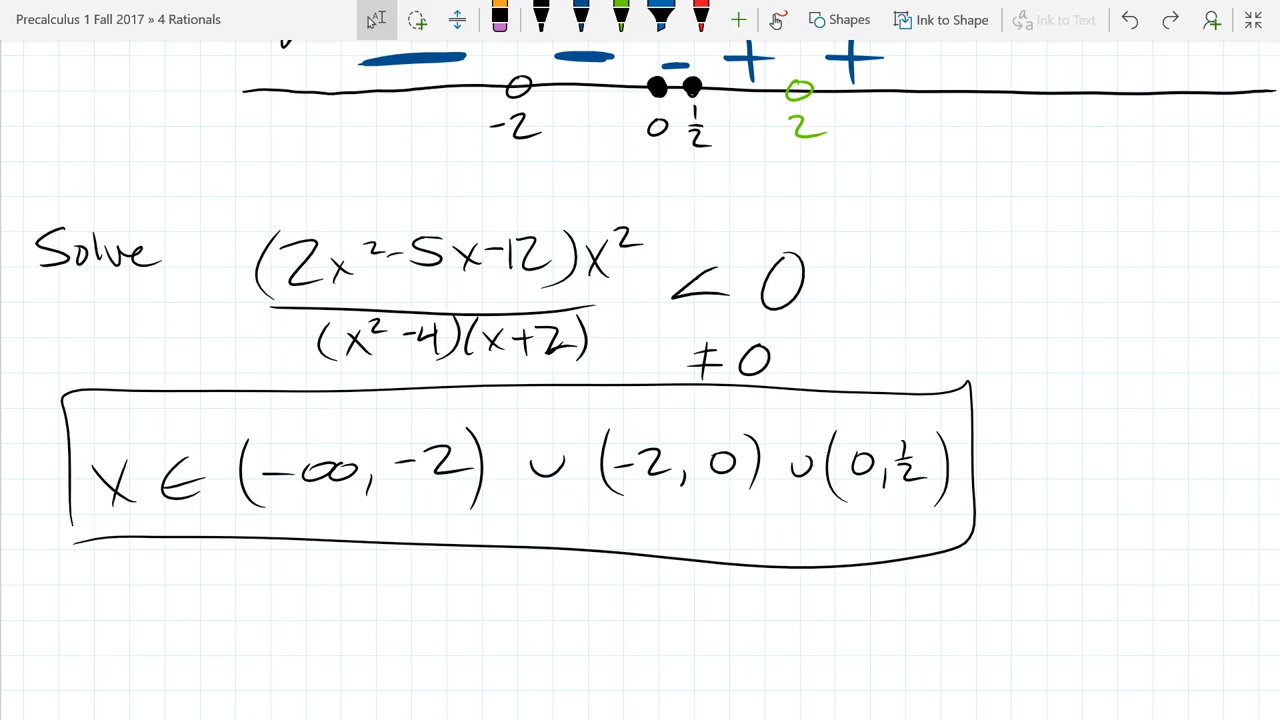 Precalculus 1 Fall 2017 » 4 Rationals
Shapes
Ink to Shape
Ink to Text
− − - + +
-2 0 1/2 2
Solve (2x²-5x-12)x² / (x²-4)(x+2) < 0
≠ 0
x ∈ (-∞, -2) ∪ (-2, 0) ∪ (0, 1/2)